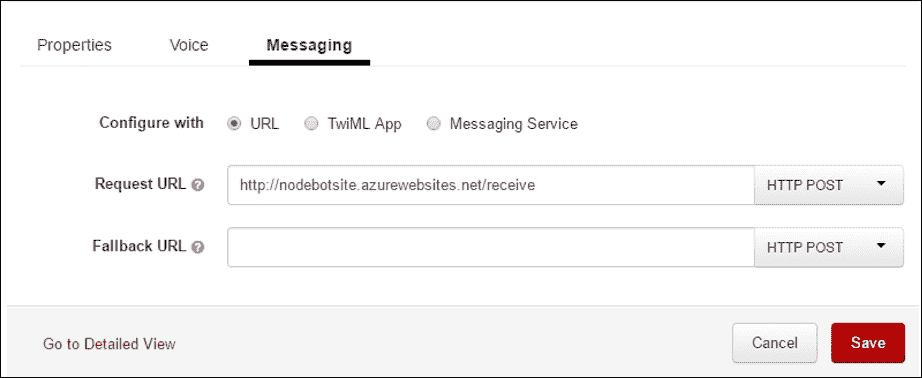 Properties Voice Messaging
Configure with URL TwiML App Messaging Service
Request URL ? http://nodebotsite.azurewebsites.net/receive HTTP POST
Fallback URL ? HTTP POST
Go to Detailed View Cancel Save